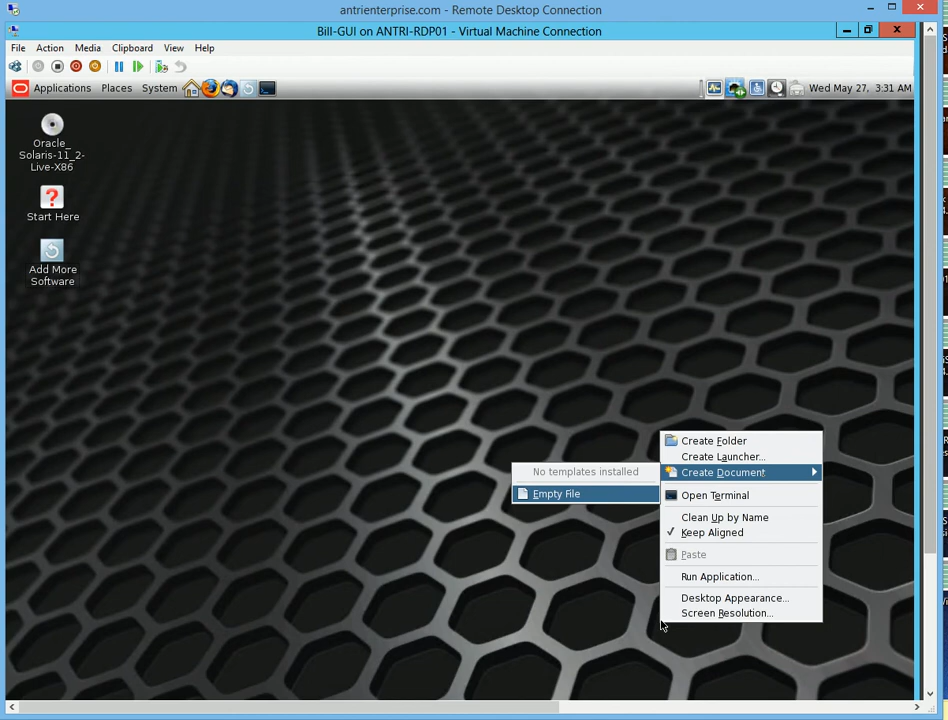 antrienterprise.com - Remote Desktop Connection
Bill-GUI on ANTRI-RDP01 - Virtual Machine Connection
File Action Media Clipboard View Help
Applications Places System Wed May 27, 3:31 AM
Oracle_
Solaris-11_2-
Live-X86
Start Here
Add More
Software
Create Folder
Create Launcher...
Create Document
No templates installed
Empty File
Open Terminal
Clean Up by Name
Keep Aligned
Paste
Run Application...
Desktop Appearance...
Screen Resolution...